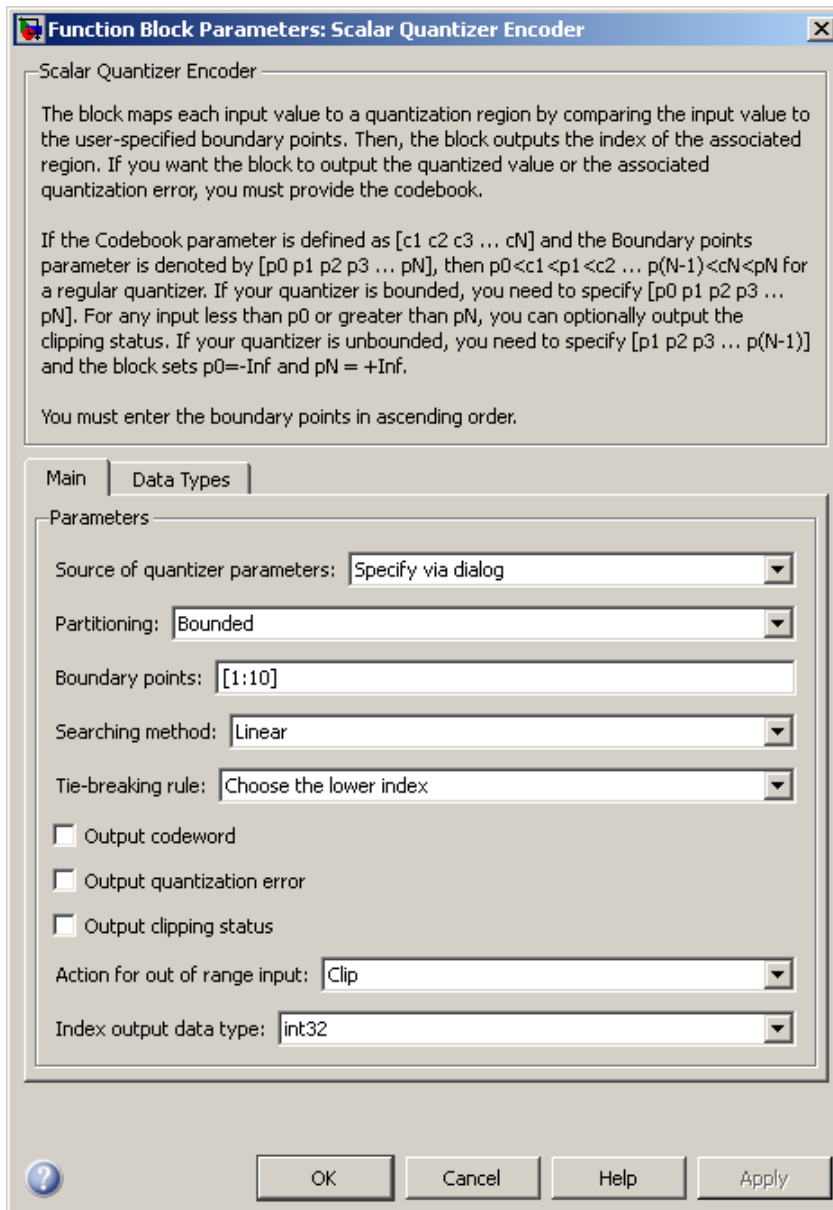 Function Block Parameters: Scalar Quantizer Encoder
Scalar Quantizer Encoder
The block maps each input value to a quantization region by comparing the input value to
the user-specified boundary points. Then, the block outputs the index of the associated
region. If you want the block to output the quantized value or the associated
quantization error, you must provide the codebook.
If the Codebook parameter is defined as [c1 c2 c3 ... cN] and the Boundary points
parameter is denoted by [p0 p1 p2 p3 ... pN], then p0<c1<p1<c2 ... p(N-1)<cN<pN for
a regular quantizer. If your quantizer is bounded, you need to specify [p0 p1 p2 p3 ...
pN]. For any input less than p0 or greater than pN, you can optionally output the
clipping status. If your quantizer is unbounded, you need to specify [p1 p2 p3 ... p(N-1)]
and the block sets p0=-Inf and pN = +Inf.
You must enter the boundary points in ascending order.
Main Data Types
Parameters
Source of quantizer parameters: Specify via dialog
Partitioning: Bounded
Boundary points: [1:10]
Searching method: Linear
Tie-breaking rule: Choose the lower index
Output codeword
Output quantization error
Output clipping status
Action for out of range input: Clip
Index output data type: int32
? OK Cancel Help Apply